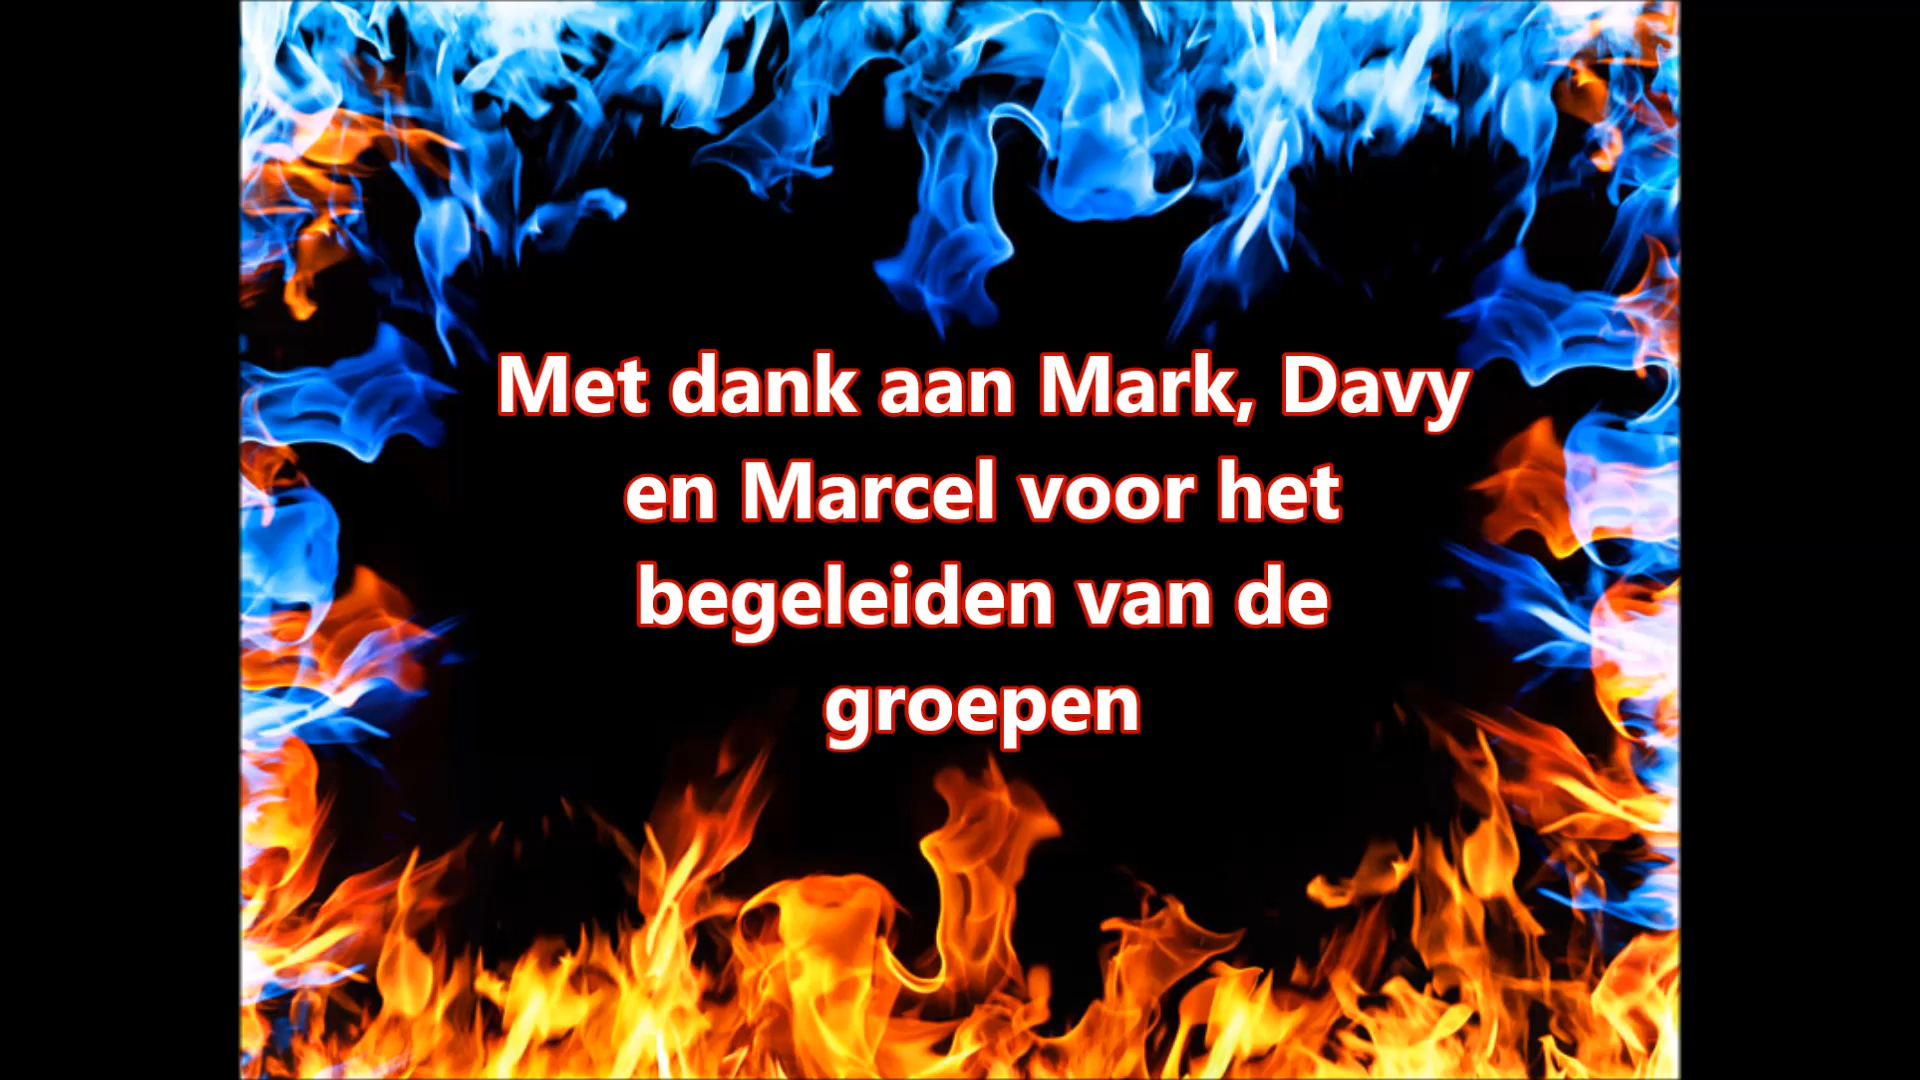 Met dank aan Mark, Davy
en Marcel voor het
begeleiden van de
groepen